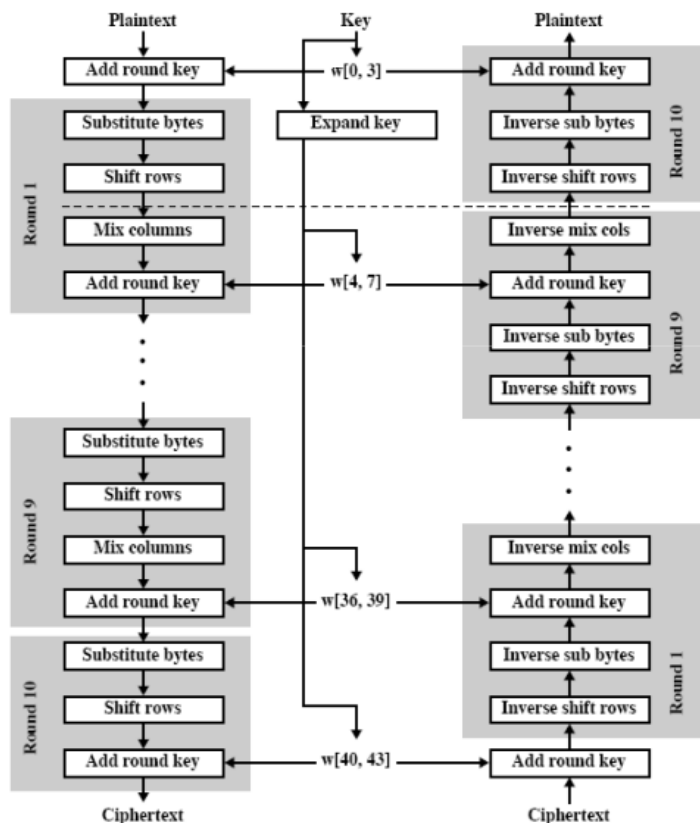 Plaintext
Key
Plaintext
Add round key
w[0, 3]
Add round key
Substitute bytes
Expand key
Inverse sub bytes
Shift rows
Inverse shift rows
Round 1
Round 10
Mix columns
Inverse mix cols
Add round key
w[4, 7]
Add round key
Inverse sub bytes
Inverse shift rows
Round 9
Substitute bytes
Shift rows
Mix columns
Inverse mix cols
Round 9
Add round key
w[36, 39]
Add round key
Substitute bytes
Inverse sub bytes
Shift rows
Inverse shift rows
Round 10
Round 1
Add round key
w[40, 43]
Add round key
Ciphertext
Ciphertext